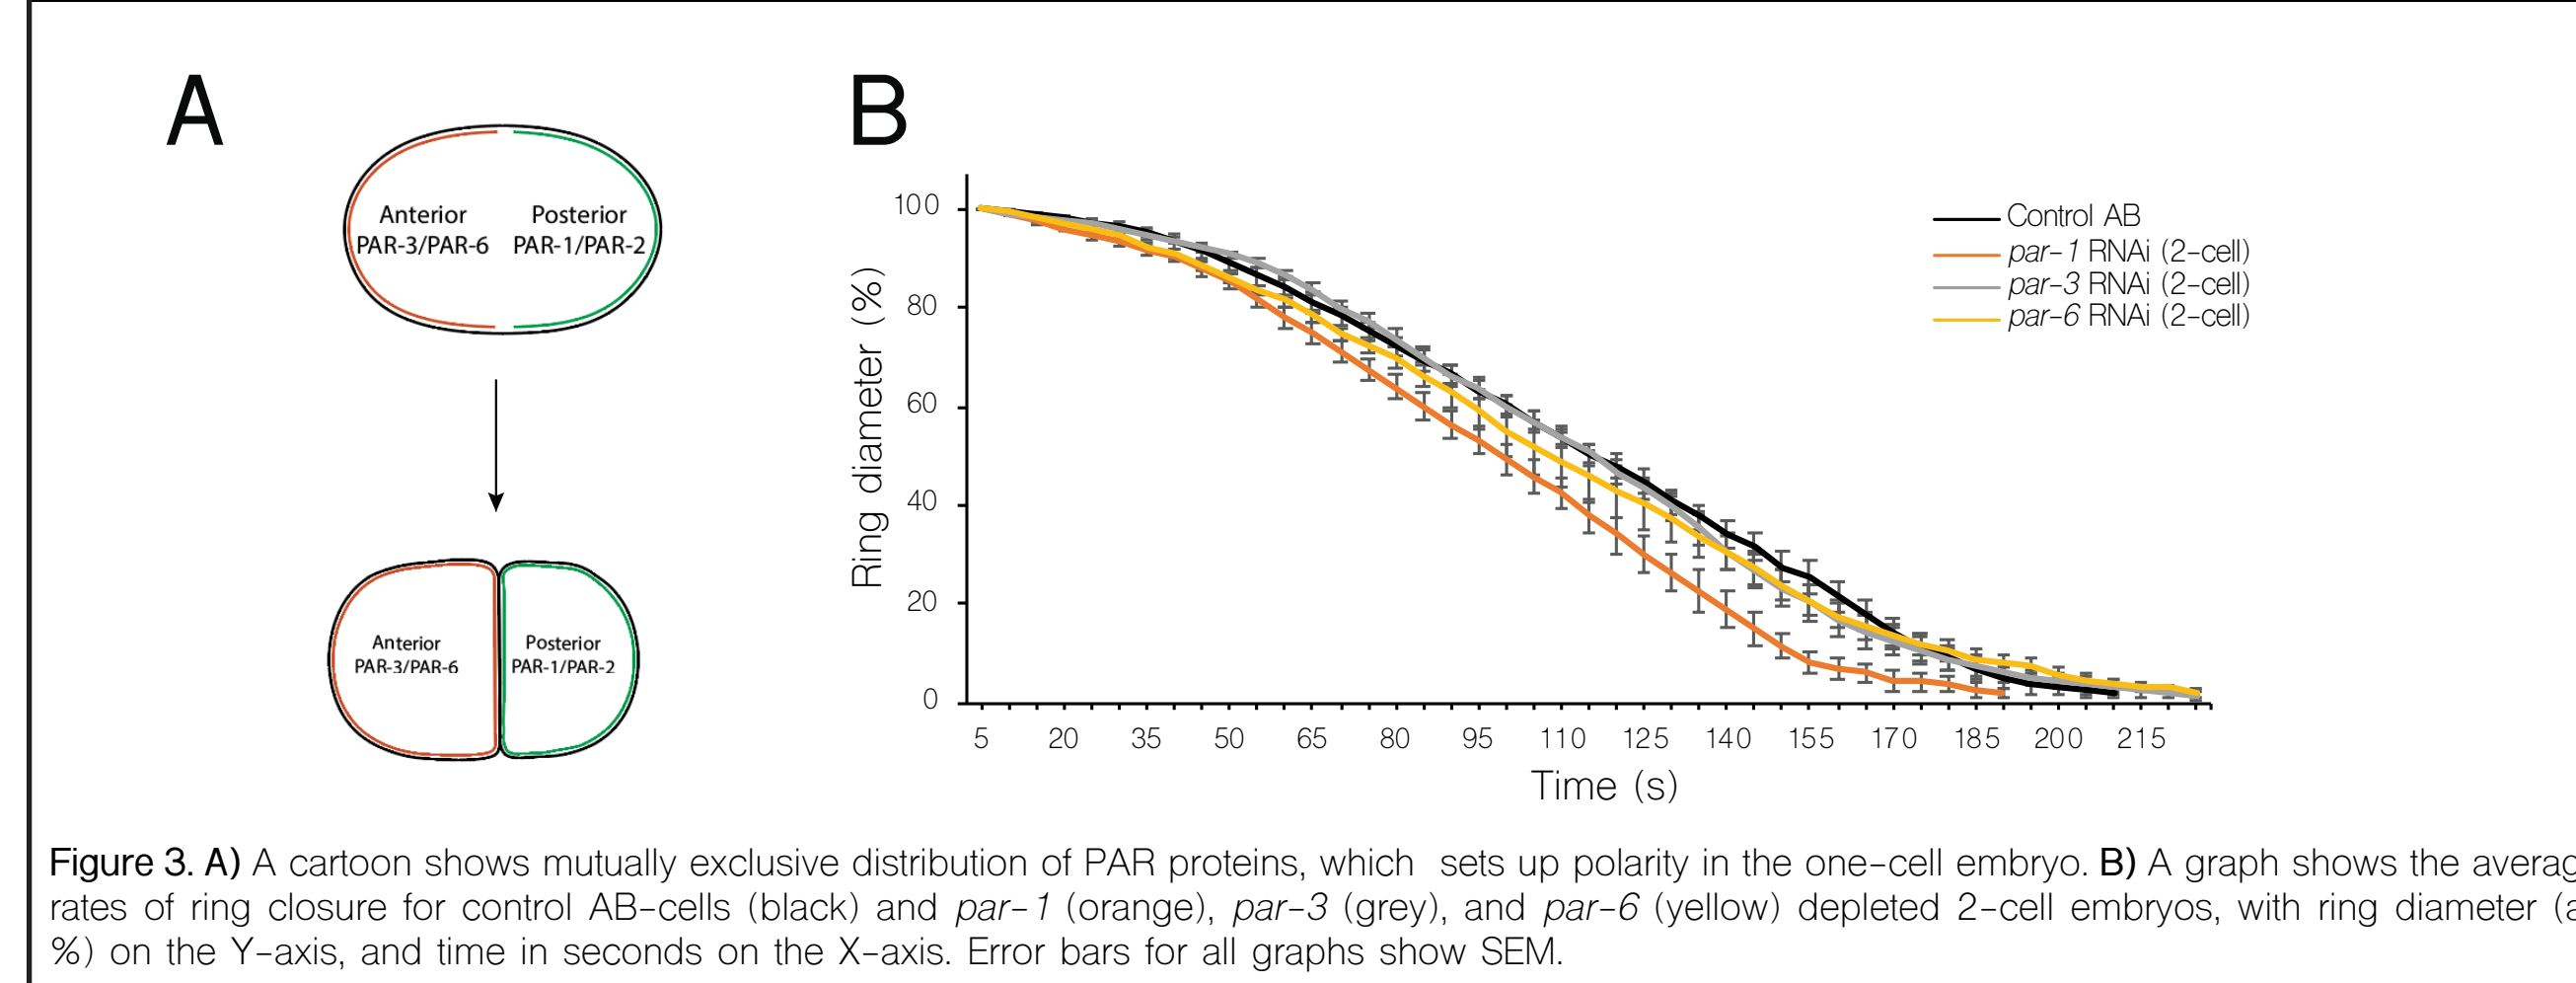 A
Anterior Posterior
PAR-3/PAR-6 PAR-1/PAR-2
Anterior Posterior
PAR-3/PAR-6 PAR-1/PAR-2
B
Ring diameter (%)
100
80
60
40
20
0
5 20 35 50 65 80 95 110 125 140 155 170 185 200 215
Time (s)
Control AB
par-1 RNAi (2-cell)
par-3 RNAi (2-cell)
par-6 RNAi (2-cell)
Figure 3. A) A cartoon shows mutually exclusive distribution of PAR proteins, which sets up polarity in the one-cell embryo. B) A graph shows the averag
rates of ring closure for control AB-cells (black) and par-1 (orange), par-3 (grey), and par-6 (yellow) depleted 2-cell embryos, with ring diameter (a
%) on the Y-axis, and time in seconds on the X-axis. Error bars for all graphs show SEM.